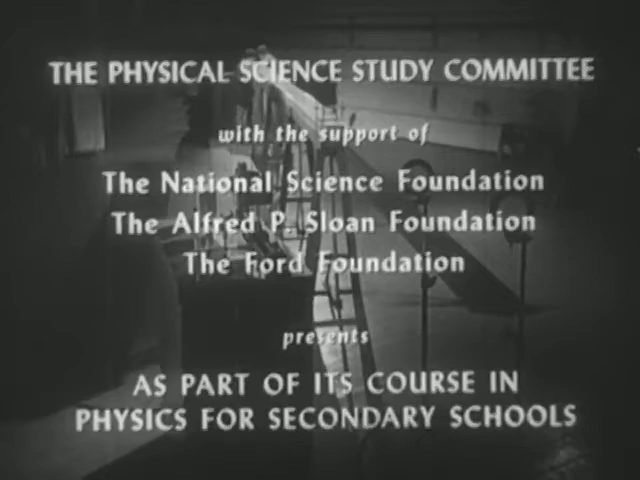 THE PHYSICAL SCIENCE STUDY COMMITTEE
with the support of
The National Science Foundation
The Alfred P. Sloan Foundation
The Ford Foundation
presents
AS PART OF ITS COURSE IN
PHYSICS FOR SECONDARY SCHOOLS